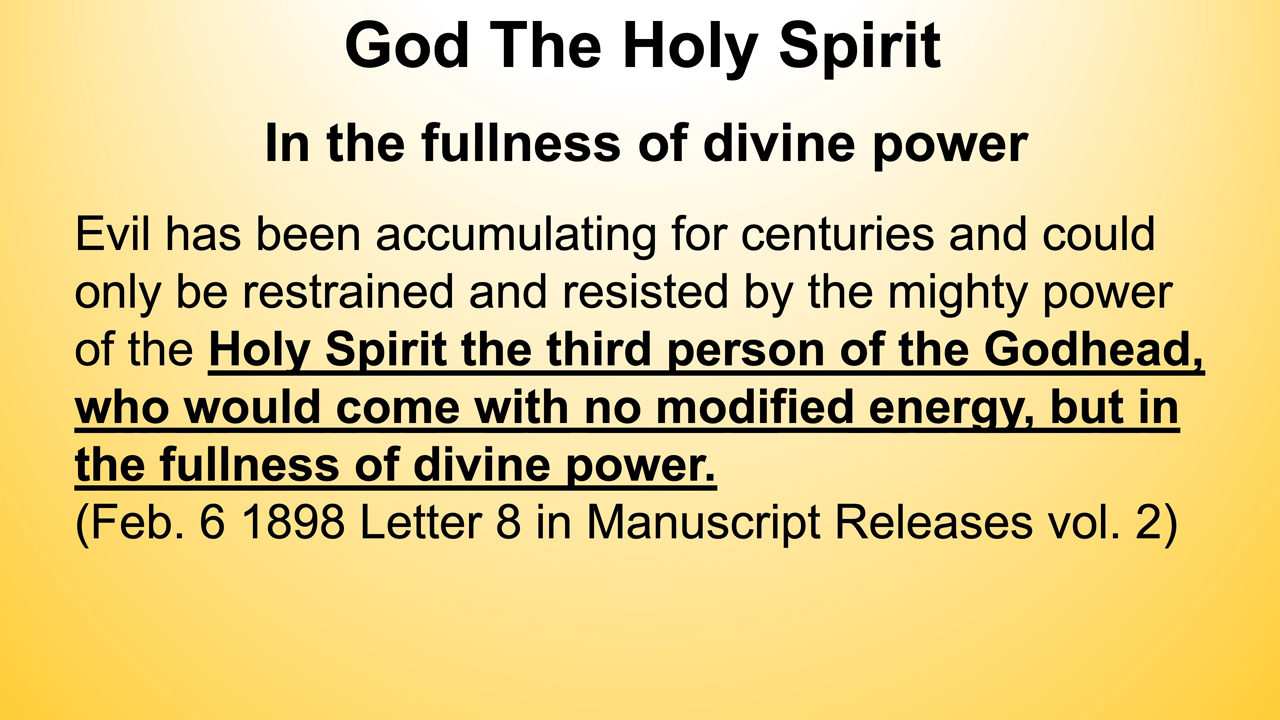 God The Holy Spirit
In the fullness of divine power
Evil has been accumulating for centuries and could
only be restrained and resisted by the mighty power
of the Holy Spirit the third person of the Godhead,
who would come with no modified energy, but in
the fullness of divine power.
(Feb. 6 1898 Letter 8 in Manuscript Releases vol. 2)